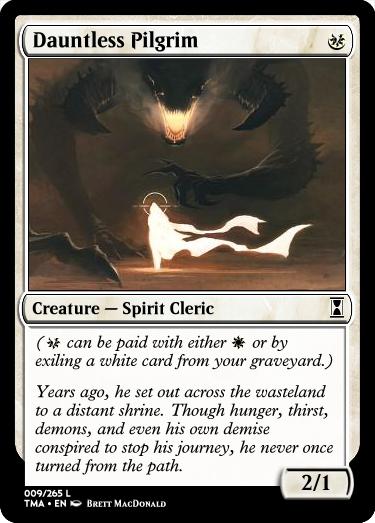 Dauntless Pilgrim
Creature — Spirit Cleric
( can be paid with either or by
exiling a white card from your graveyard.)
Years ago, he set out across the wasteland
to a distant shrine. Though hunger, thirst,
demons, and even his own demise
conspired to stop his journey, he never once
turned from the path.
2/1
009/265 L
TMA • EN Brett MacDonald